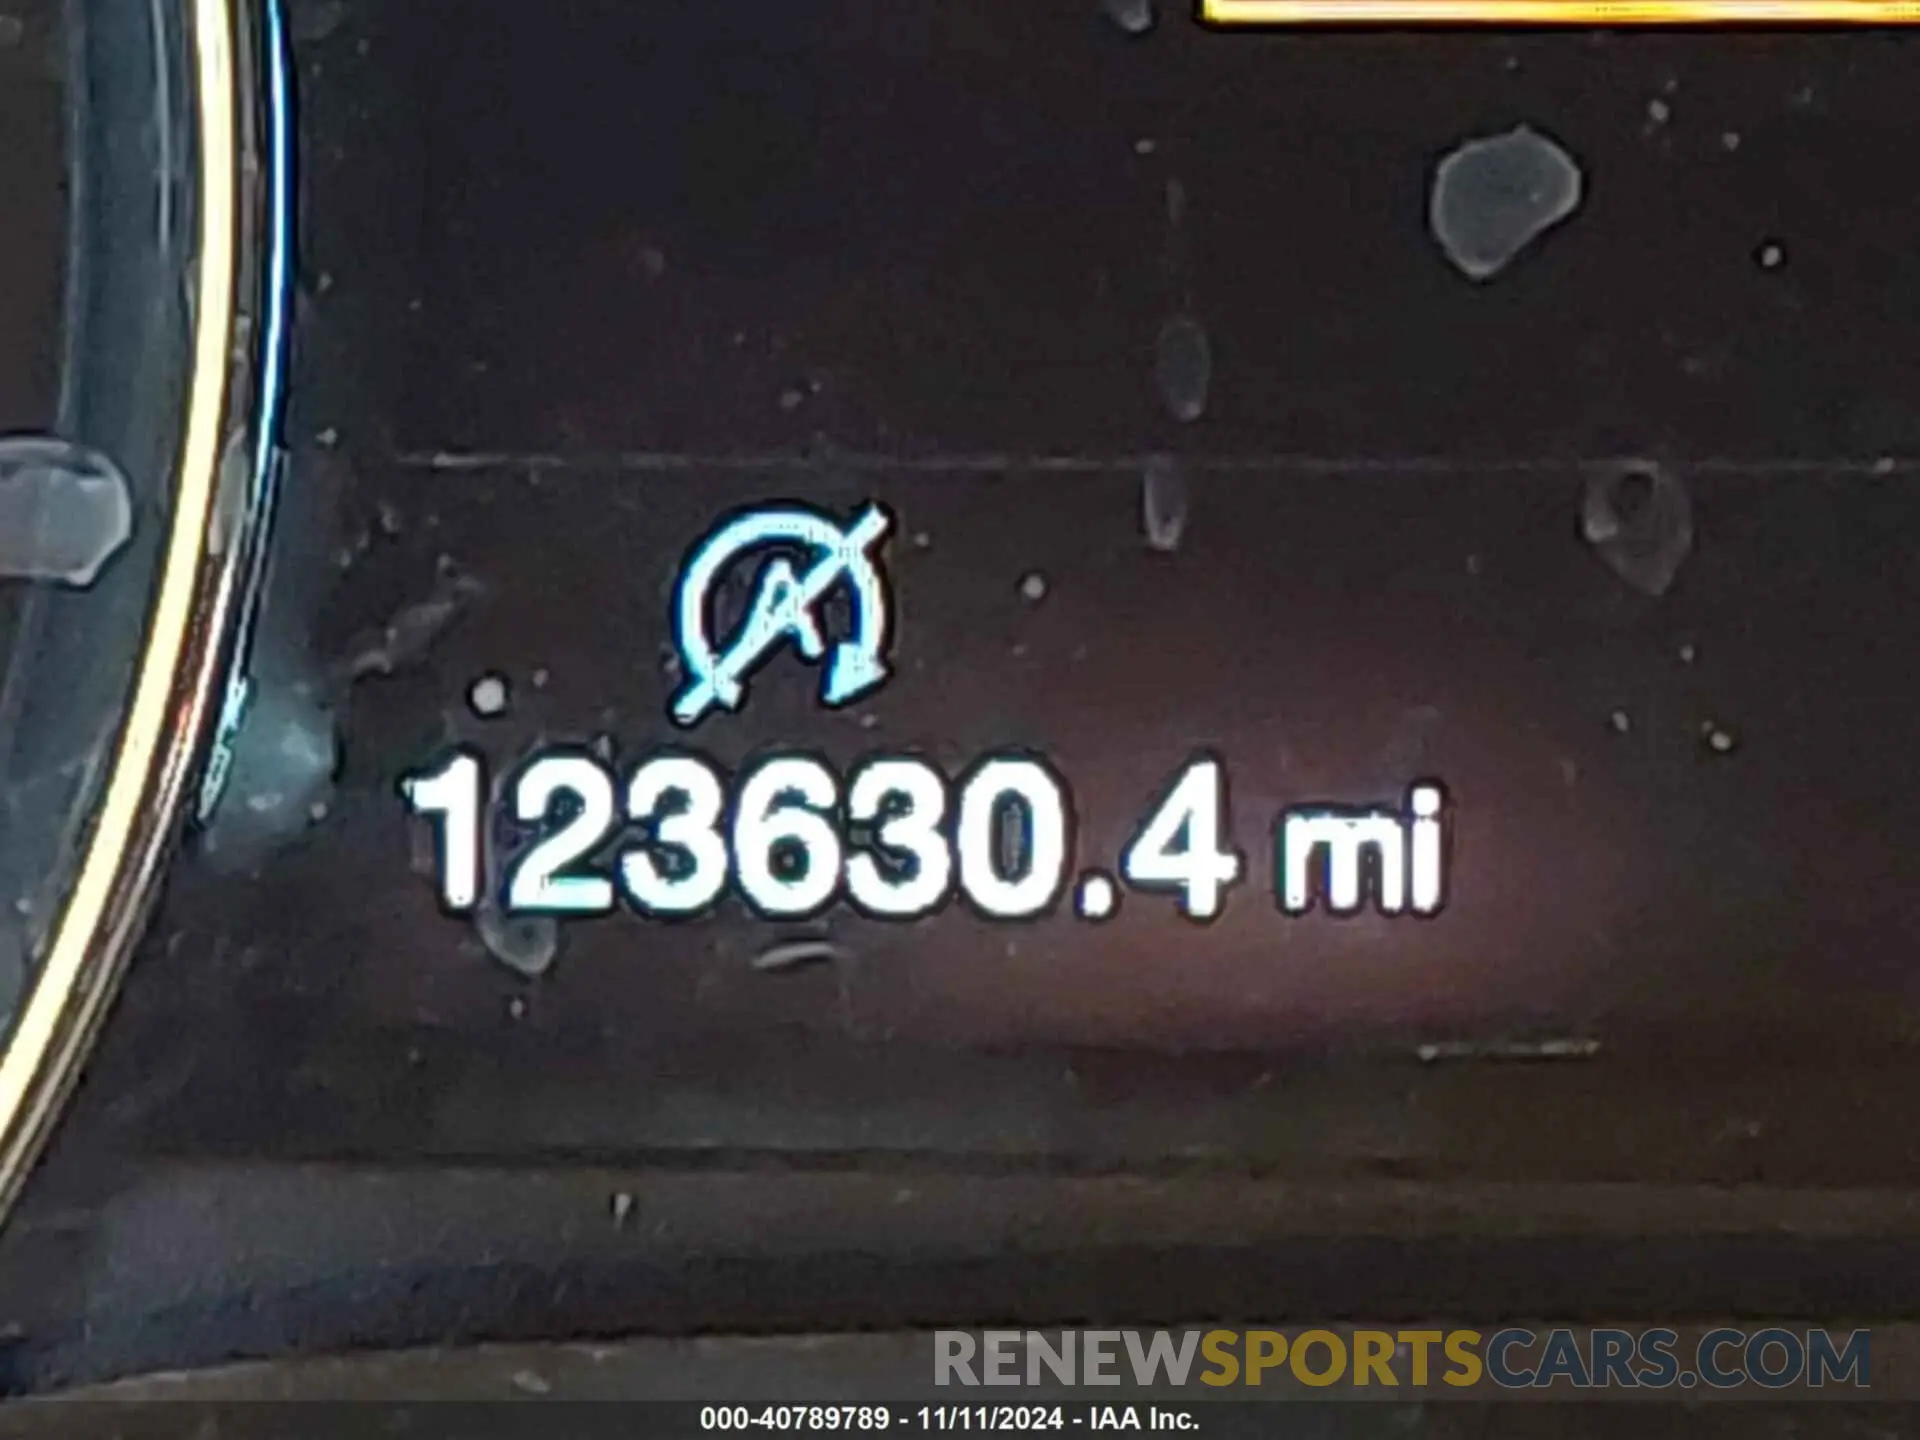 A
123630.4 mi
RENEWSPORTSCARS.COM
000-40789789 - 11/11/2024 - IAA Inc.